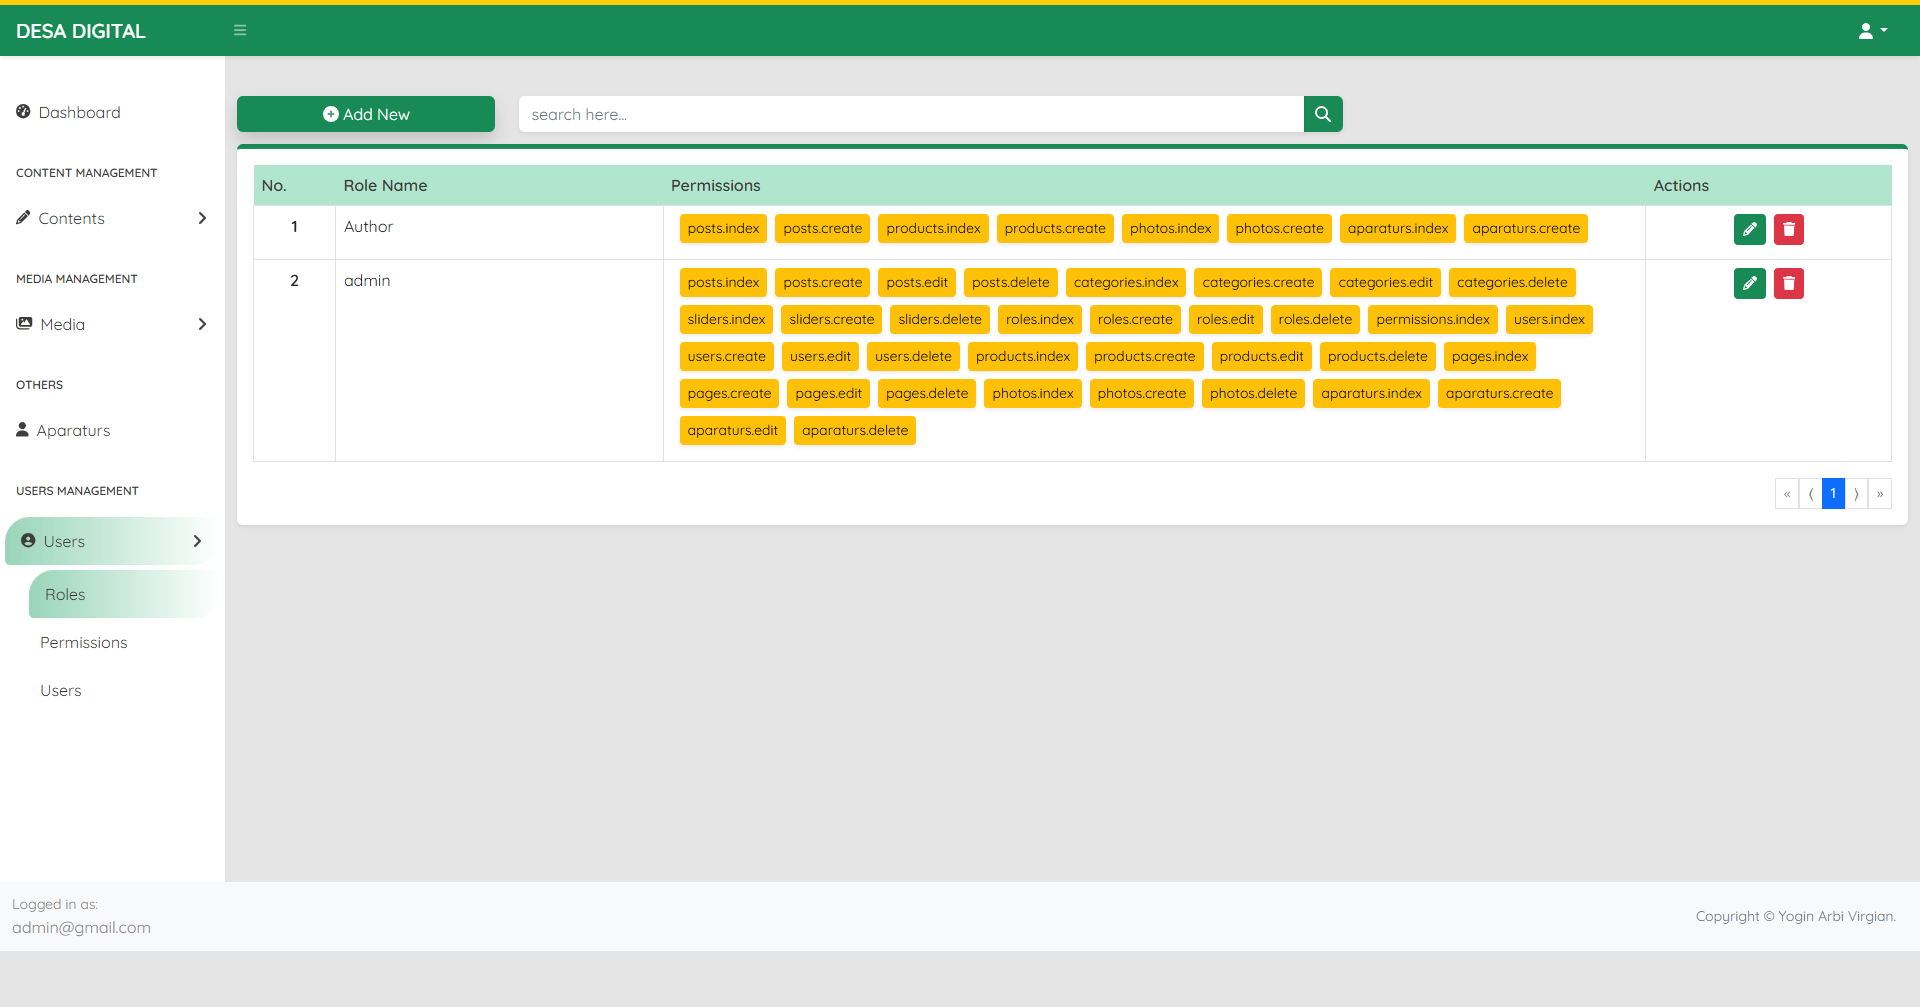 DESA DIGITAL
Dashboard
CONTENT MANAGEMENT
Contents
MEDIA MANAGEMENT
Media
OTHERS
Aparaturs
USERS MANAGEMENT
Users
Roles
Permissions
Users
Logged in as:
admin@gmail.com
Add New
search here...
No. Role Name Permissions Actions
1 Author posts.index posts.create products.index products.create photos.index photos.create aparaturs.index aparaturs.create
2 admin posts.index posts.create posts.edit posts.delete categories.index categories.create categories.edit categories.delete
sliders.index sliders.create sliders.delete roles.index roles.create roles.edit roles.delete permissions.index users.index
users.create users.edit users.delete products.index products.create products.edit products.delete pages.index
pages.create pages.edit pages.delete photos.index photos.create photos.delete aparaturs.index aparaturs.create
aparaturs.edit aparaturs.delete
« ⟨ 1 ⟩ »
Copyright © Yogin Arbi Virgian.